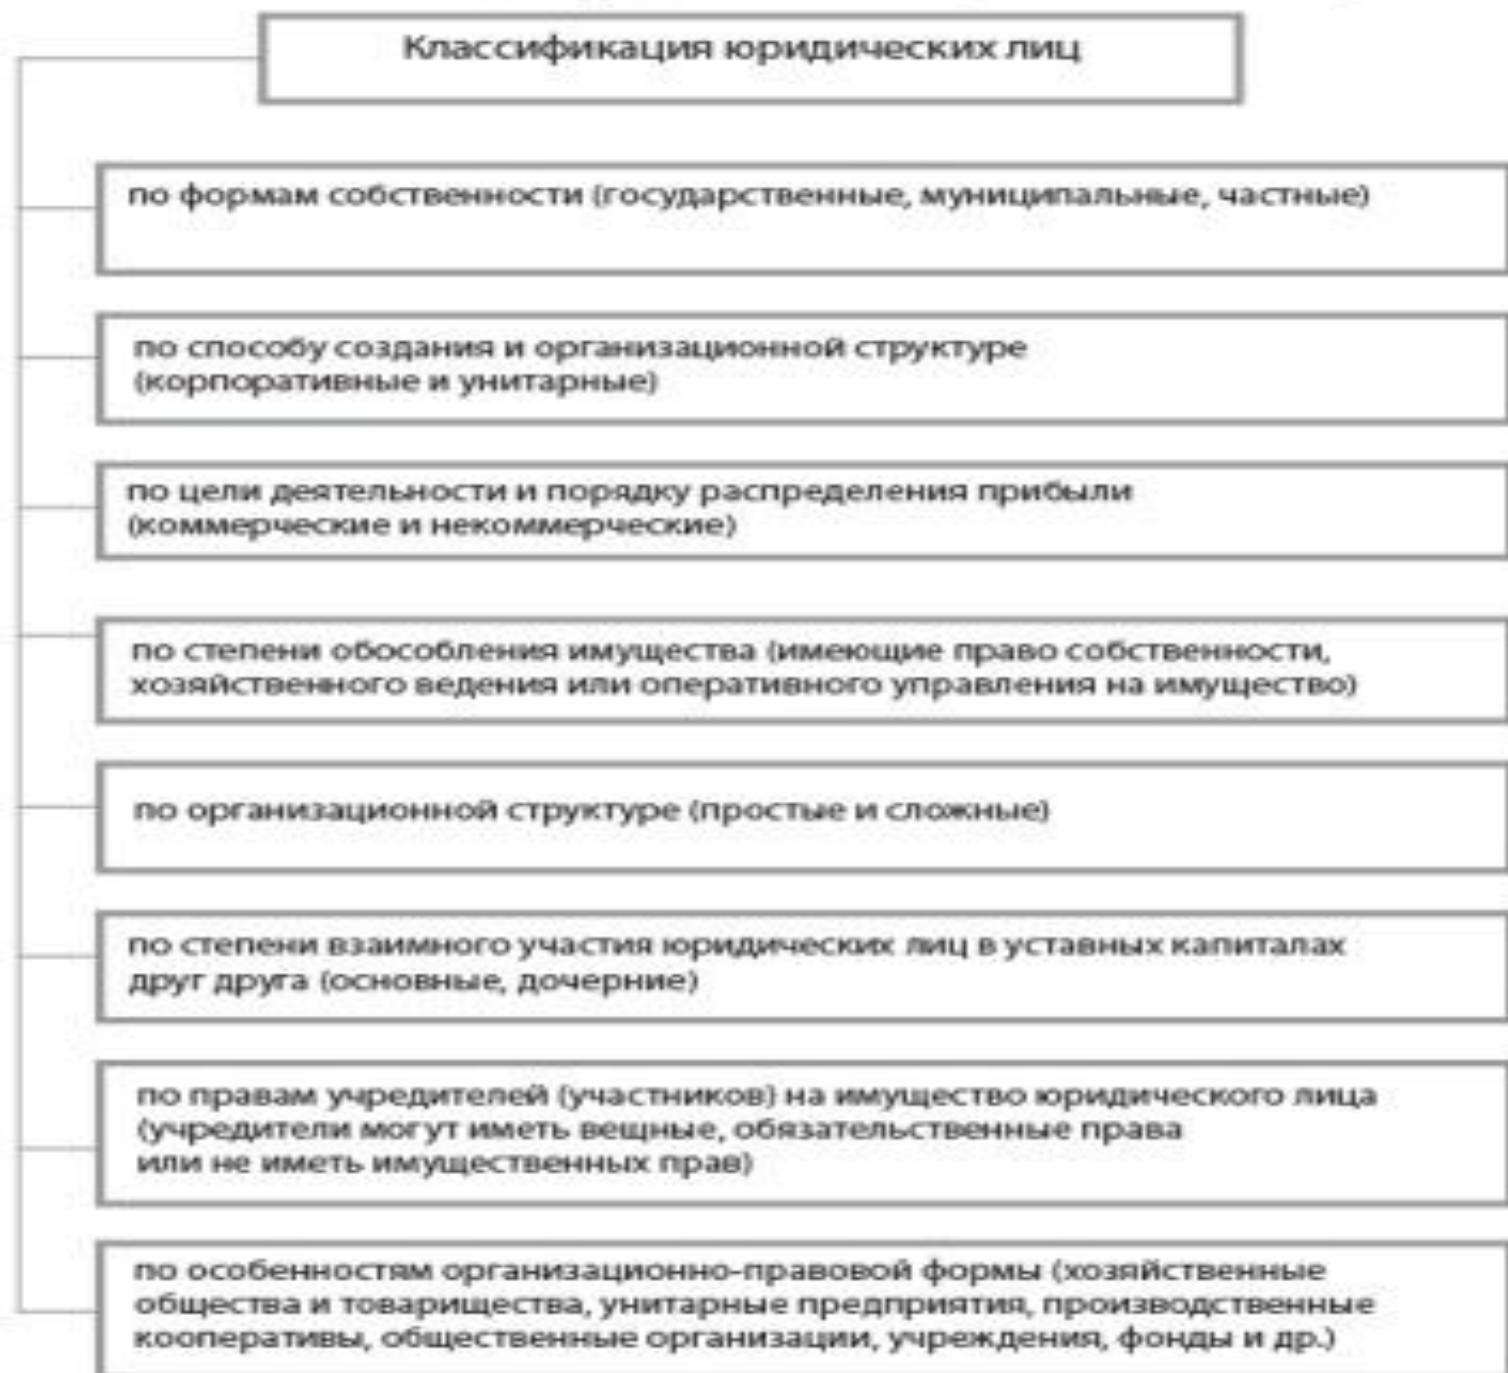 Классификация юридических лиц
по формам собственности (государственные, муниципальные, частные)
по способу создания и организационной структуре
(корпоративные и унитарные)
по цели деятельности и порядку распределения прибыли
(коммерческие и некоммерческие)
по степени обособления имущества (имеющие право собственности,
хозяйственного ведения или оперативного управления на имущество)
по организационной структуре (простые и сложные)
по степени взаимного участия юридических лиц в уставных капиталах
друг друга (основные, дочерние)
по правам учредителей (участников) на имущество юридического лица
(учредители могут иметь вещные, обязательственные права
или не иметь имущественных прав)
по особенностям организационно-правовой формы (хозяйственные
общества и товарищества, унитарные предприятия, производственные
кооперативы, общественные организации, учреждения, фонды и др.)